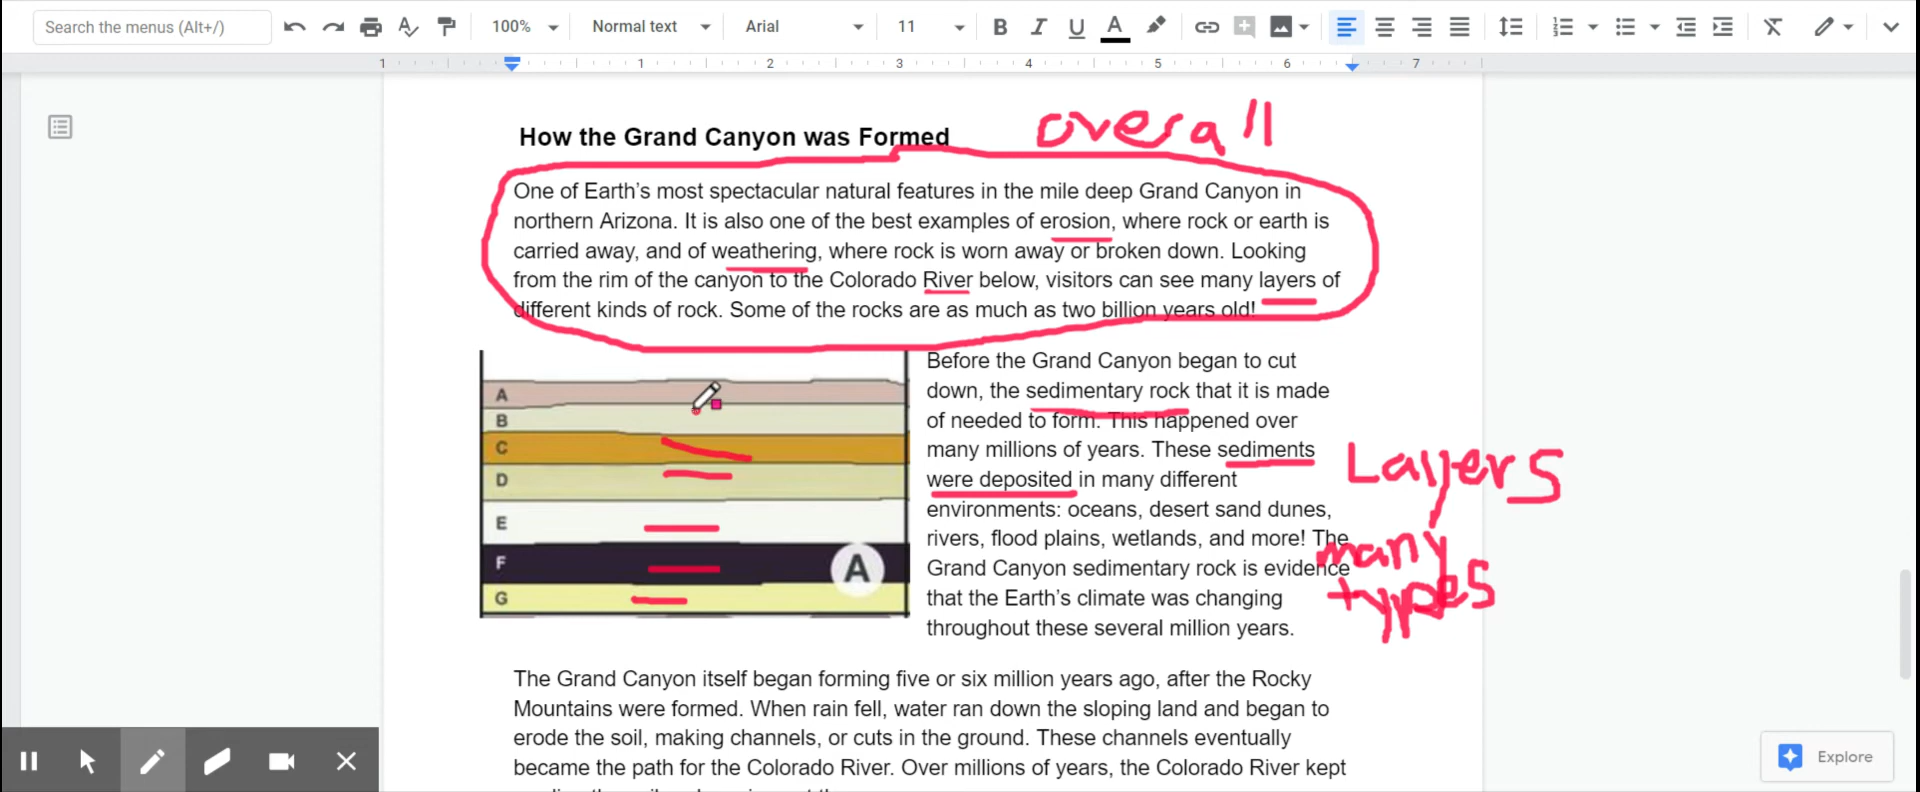 Search the menus (Alt+/)
100%
Normal text
Arial
11
B I U A
1 1 2 3 4 5 6 7
How the Grand Canyon was Formed
overall
One of Earth’s most spectacular natural features in the mile deep Grand Canyon in
northern Arizona. It is also one of the best examples of erosion, where rock or earth is
carried away, and of weathering, where rock is worn away or broken down. Looking
from the rim of the canyon to the Colorado River below, visitors can see many layers of
different kinds of rock. Some of the rocks are as much as two billion years old!
A
B
C
D
E
F
G
A
Before the Grand Canyon began to cut
down, the sedimentary rock that it is made
of needed to form. This happened over
many millions of years. These sediments
were deposited in many different
environments: oceans, desert sand dunes,
rivers, flood plains, wetlands, and more! The
Grand Canyon sedimentary rock is evidence
that the Earth’s climate was changing
throughout these several million years.
Layers
many
types
The Grand Canyon itself began forming five or six million years ago, after the Rocky
Mountains were formed. When rain fell, water ran down the sloping land and began to
erode the soil, making channels, or cuts in the ground. These channels eventually
became the path for the Colorado River. Over millions of years, the Colorado River kept
Explore